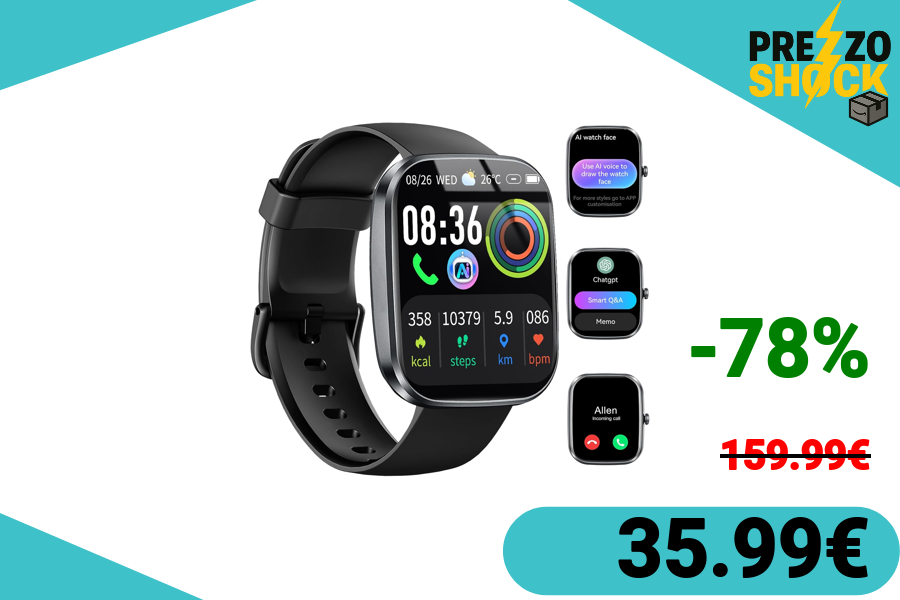 PREZZO
SHOCK
AI watch face
Use AI voice to
draw the watch
face
For more styles go to APP
customisation
08/26 WED 26°C
08:36
Ai
358 10379 5.9 086
kcal steps km bpm
Chatgpt
Smart Q&A
Memo
Allen
Incoming call
-78%
159.99€
35.99€